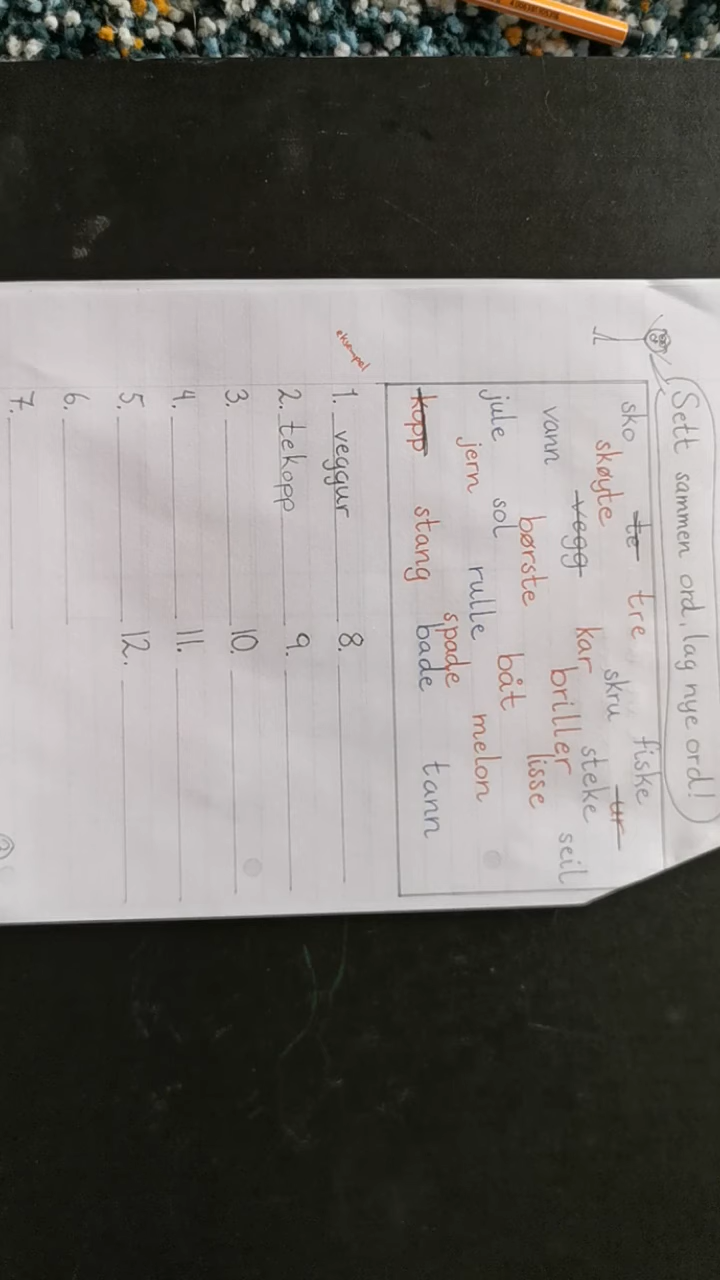 Sett sammen ord, lag nye ord!
sko te tre fiske ur
skøyte skru steke
vann vegg kar briller seil
børste lisse
jule sol båt
jern rulle melon
spade
kopp stang bade tann
eksempel
1. veggur 8.
2. tekopp 9.
3. 10.
4. 11.
5. 12.
6.
7.